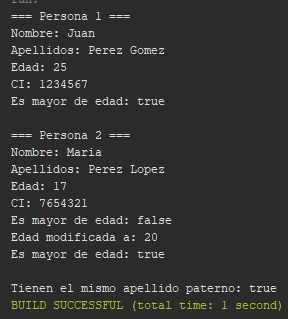 run:
=== Persona 1 ===
Nombre: Juan
Apellidos: Perez Gomez
Edad: 25
CI: 1234567
Es mayor de edad: true
=== Persona 2 ===
Nombre: Maria
Apellidos: Perez Lopez
Edad: 17
CI: 7654321
Es mayor de edad: false
Edad modificada a: 20
Es mayor de edad: true
Tienen el mismo apellido paterno: true
BUILD SUCCESSFUL (total time: 1 second)